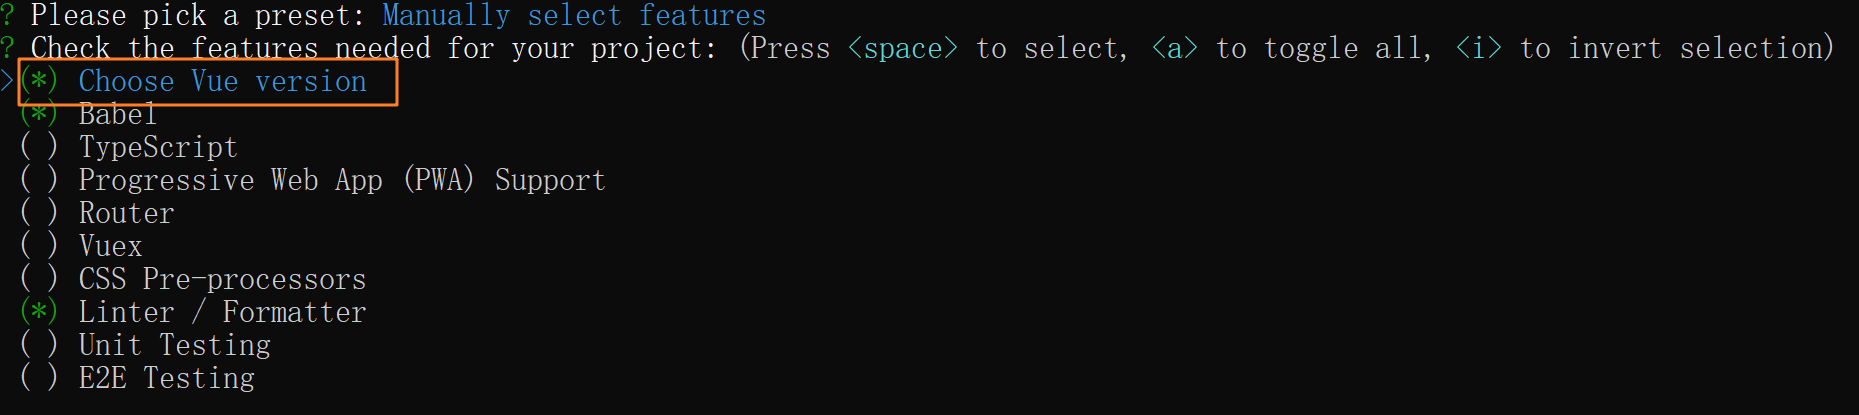 ? Please pick a preset: Manually select features
? Check the features needed for your project: (Press <space> to select, <a> to toggle all, <i> to invert selection)
>(*) Choose Vue version
(*) Babel
( ) TypeScript
( ) Progressive Web App (PWA) Support
( ) Router
( ) Vuex
( ) CSS Pre-processors
(*) Linter / Formatter
( ) Unit Testing
( ) E2E Testing